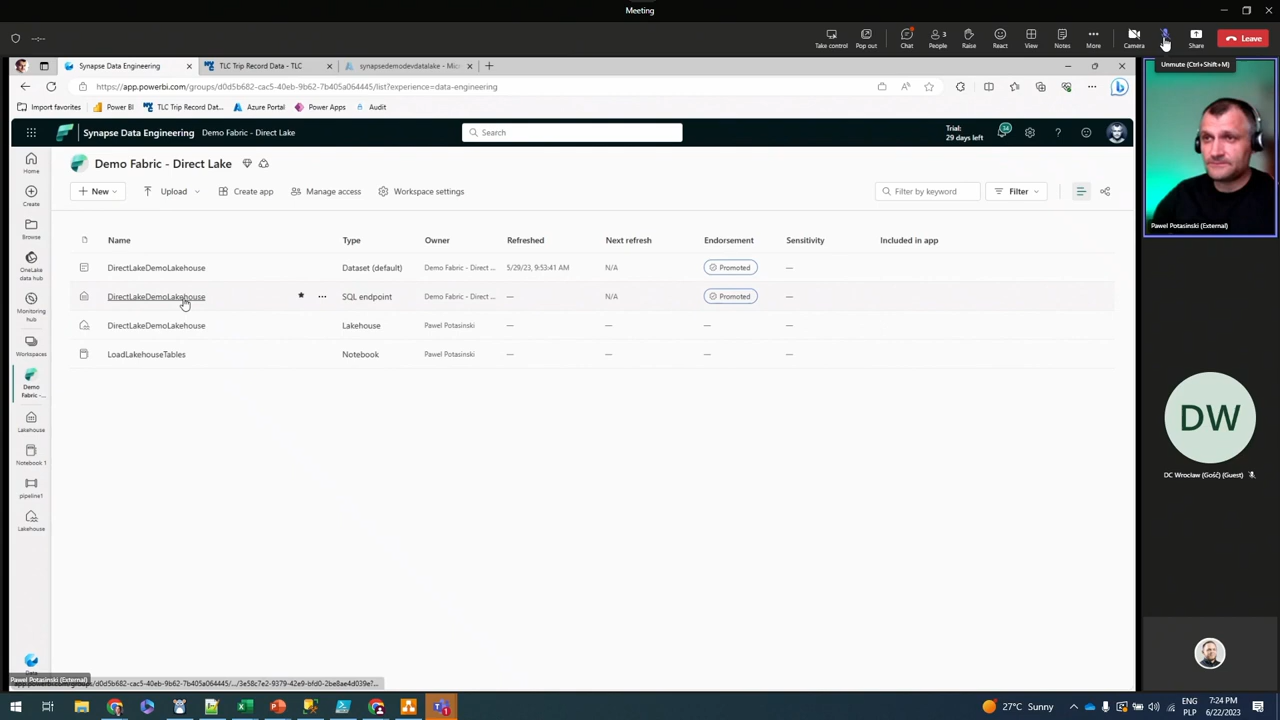 Meeting
-:--
Take control
Pop out
Chat
3
People
Raise
React
View
Notes
More
Camera
Share
Leave
Unmute (Ctrl+Shift+M)
Synapse Data Engineering
TLC Trip Record Data - TLC
synapsedemodevdatalake - Micr
https://app.powerbi.com/groups/d0d5b682-cac5-40eb-9b62-7b405a064445/list?experience=data-engineering
Import favorites
Power BI
TLC Trip Record Dat...
Azure Portal
Power Apps
Audit
Synapse Data Engineering
Demo Fabric - Direct Lake
Search
Trial:
29 days left
34
Demo Fabric - Direct Lake
New
Upload
Create app
Manage access
Workspace settings
Filter by keyword
Filter
Name
Type
Owner
Refreshed
Next refresh
Endorsement
Sensitivity
Included in app
DirectLakeDemoLakehouse
Dataset (default)
Demo Fabric - Direct ...
5/29/23, 9:53:41 AM
N/A
Promoted
—
DirectLakeDemoLakehouse
...
SQL endpoint
Demo Fabric - Direct ...
—
N/A
Promoted
—
DirectLakeDemoLakehouse
Lakehouse
Pawel Potasinski
—
—
—
—
LoadLakehouseTables
Notebook
Pawel Potasinski
—
—
—
—
Home
Create
Browse
OneLake
data hub
Monitoring
hub
Workspaces
Demo
Fabric -...
Lakehouse
Notebook 1
pipeline1
Lakehouse
Data
Pawel Potasinski (External)
Pawel Potasinski (External)
DW
DC Wrocław (Gość) (Guest)
27°C Sunny
ENG
PLP
7:24 PM
6/22/2023